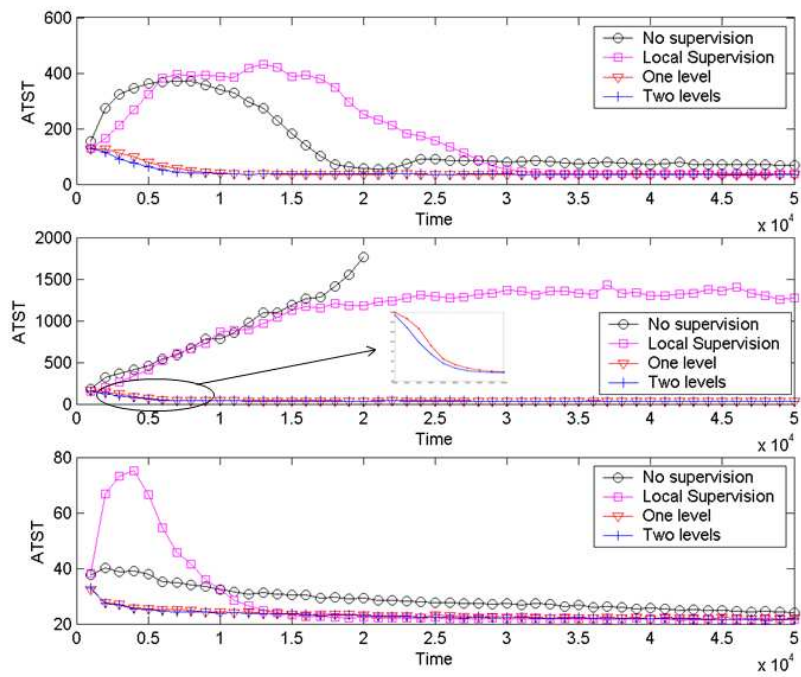 600
400
200
0
ATST
No supervision
Local Supervision
One level
Two levels
0 0.5 1 1.5 2 2.5 3 3.5 4 4.5 5
Time
x 10^4
2000
1500
1000
500
0
ATST
No supervision
Local Supervision
One level
Two levels
0 0.5 1 1.5 2 2.5 3 3.5 4 4.5 5
Time
x 10^4
80
60
40
20
ATST
No supervision
Local Supervision
One level
Two levels
0 0.5 1 1.5 2 2.5 3 3.5 4 4.5 5
Time
x 10^4